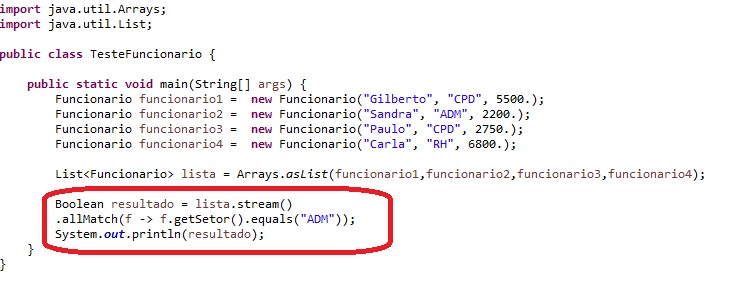 import java.util.Arrays;
import java.util.List;
public class TesteFuncionario {
public static void main(String[] args) {
Funcionario funcionario1 =  new Funcionario("Gilberto", "CPD", 5500.);
Funcionario funcionario2 =  new Funcionario("Sandra", "ADM", 2200.);
Funcionario funcionario3 =  new Funcionario("Paulo", "CPD", 2750.);
Funcionario funcionario4 =  new Funcionario("Carla", "RH", 6800.);
List<Funcionario> lista = Arrays.asList(funcionario1,funcionario2,funcionario3,funcionario4);
Boolean resultado = lista.stream()
.allMatch(f -> f.getSetor().equals("ADM"));
System.out.println(resultado);
}
}